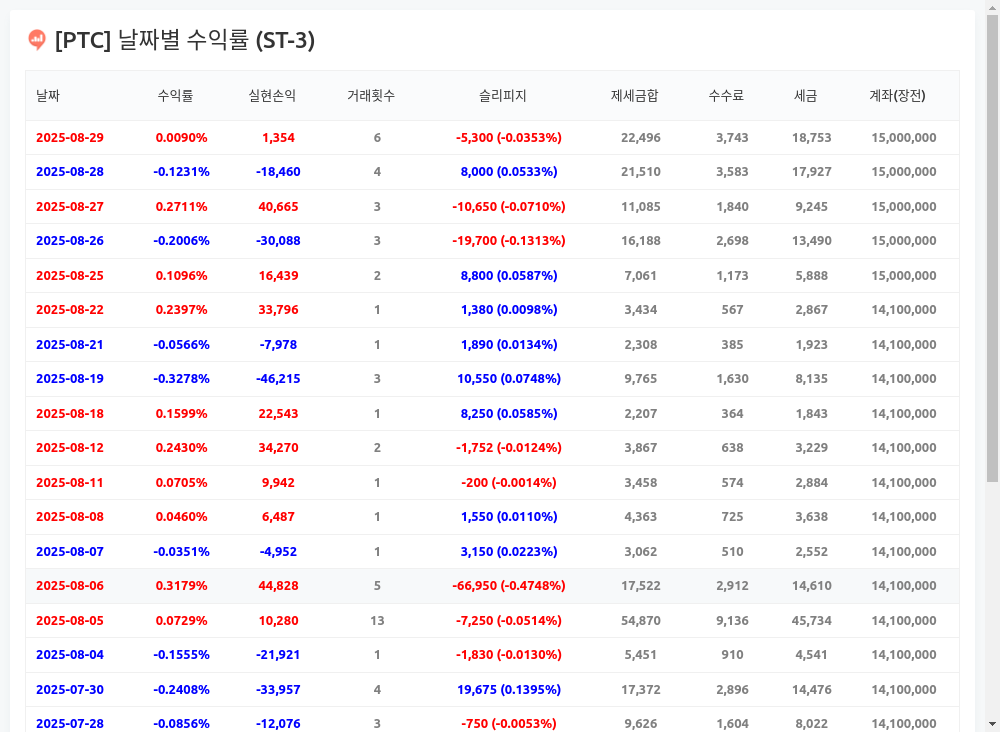 [PTC] 날짜별 수익률 (ST-3)
날짜 수익률 실현손익 거래횟수 슬리피지 제세금합 수수료 세금 계좌(장전)
2025-08-29 0.0090% 1,354 6 -5,300 (-0.0353%) 22,496 3,743 18,753 15,000,000
2025-08-28 -0.1231% -18,460 4 8,000 (0.0533%) 21,510 3,583 17,927 15,000,000
2025-08-27 0.2711% 40,665 3 -10,650 (-0.0710%) 11,085 1,840 9,245 15,000,000
2025-08-26 -0.2006% -30,088 3 -19,700 (-0.1313%) 16,188 2,698 13,490 15,000,000
2025-08-25 0.1096% 16,439 2 8,800 (0.0587%) 7,061 1,173 5,888 15,000,000
2025-08-22 0.2397% 33,796 1 1,380 (0.0098%) 3,434 567 2,867 14,100,000
2025-08-21 -0.0566% -7,978 1 1,890 (0.0134%) 2,308 385 1,923 14,100,000
2025-08-19 -0.3278% -46,215 3 10,550 (0.0748%) 9,765 1,630 8,135 14,100,000
2025-08-18 0.1599% 22,543 1 8,250 (0.0585%) 2,207 364 1,843 14,100,000
2025-08-12 0.2430% 34,270 2 -1,752 (-0.0124%) 3,867 638 3,229 14,100,000
2025-08-11 0.0705% 9,942 1 -200 (-0.0014%) 3,458 574 2,884 14,100,000
2025-08-08 0.0460% 6,487 1 1,550 (0.0110%) 4,363 725 3,638 14,100,000
2025-08-07 -0.0351% -4,952 1 3,150 (0.0223%) 3,062 510 2,552 14,100,000
2025-08-06 0.3179% 44,828 5 -66,950 (-0.4748%) 17,522 2,912 14,610 14,100,000
2025-08-05 0.0729% 10,280 13 -7,250 (-0.0514%) 54,870 9,136 45,734 14,100,000
2025-08-04 -0.1555% -21,921 1 -1,830 (-0.0130%) 5,451 910 4,541 14,100,000
2025-07-30 -0.2408% -33,957 4 19,675 (0.1395%) 17,372 2,896 14,476 14,100,000
2025-07-28 -0.0856% -12,076 3 -750 (-0.0053%) 9,626 1,604 8,022 14,100,000